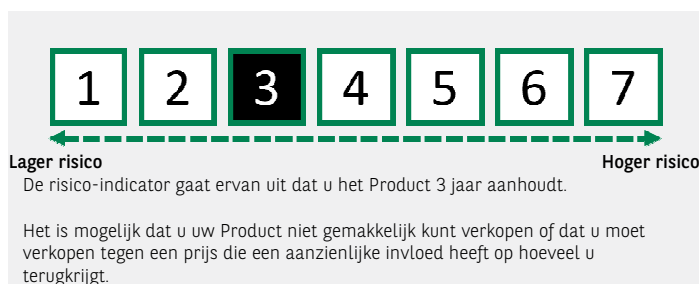 1 2 3 4 5 6 7
Lager risico Hoger risico
De risico-indicator gaat ervan uit dat u het Product 3 jaar aanhoudt.
Het is mogelijk dat u uw Product niet gemakkelijk kunt verkopen of dat u moet
verkopen tegen een prijs die een aanzienlijke invloed heeft op hoeveel u
terugkrijgt.